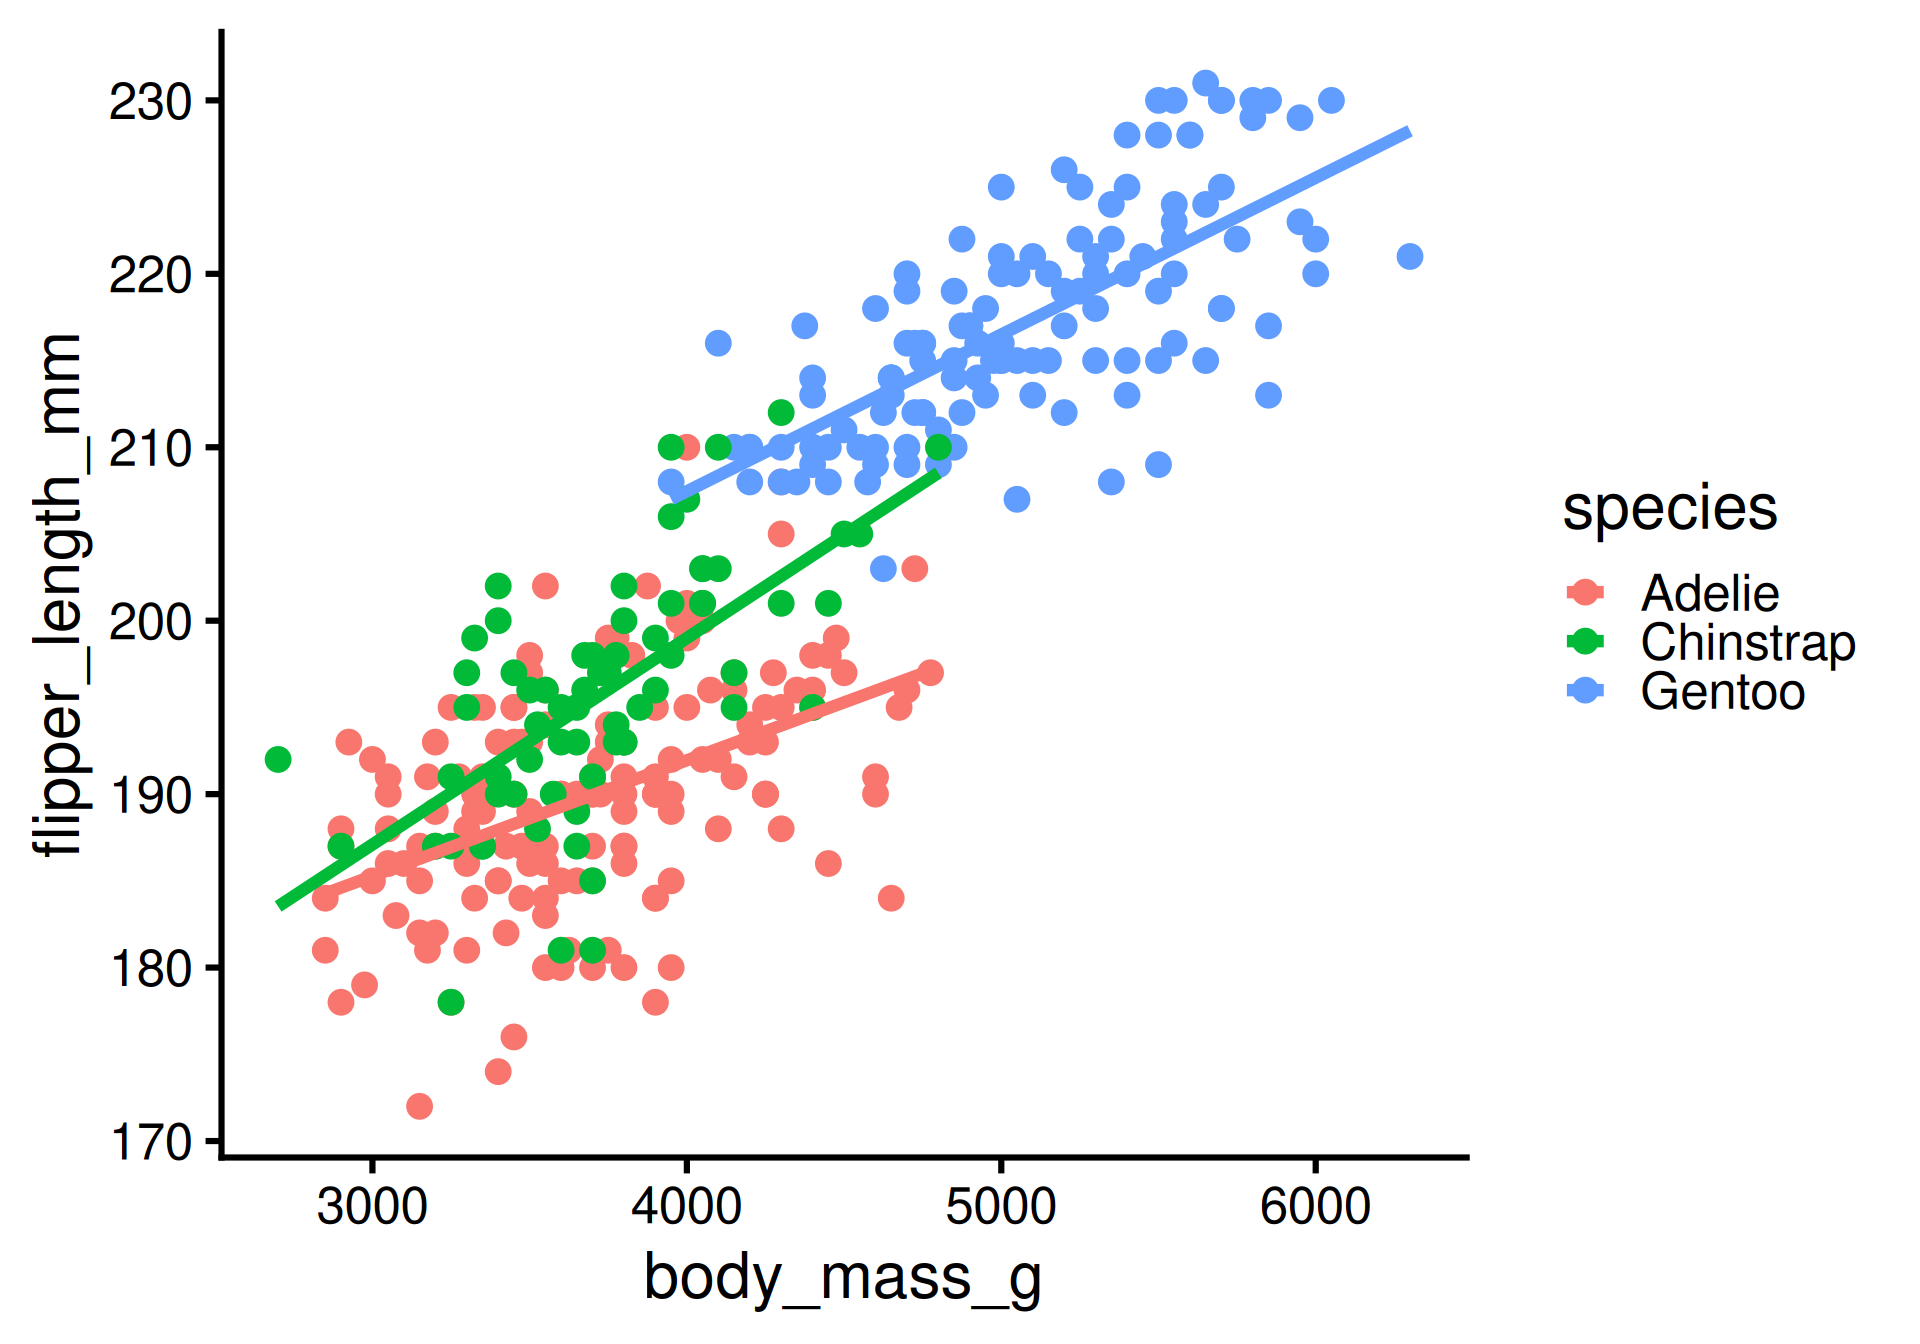 230
220
210
200
190
180
170
flipper_length_mm
3000 4000 5000 6000
body_mass_g
species
Adelie
Chinstrap
Gentoo